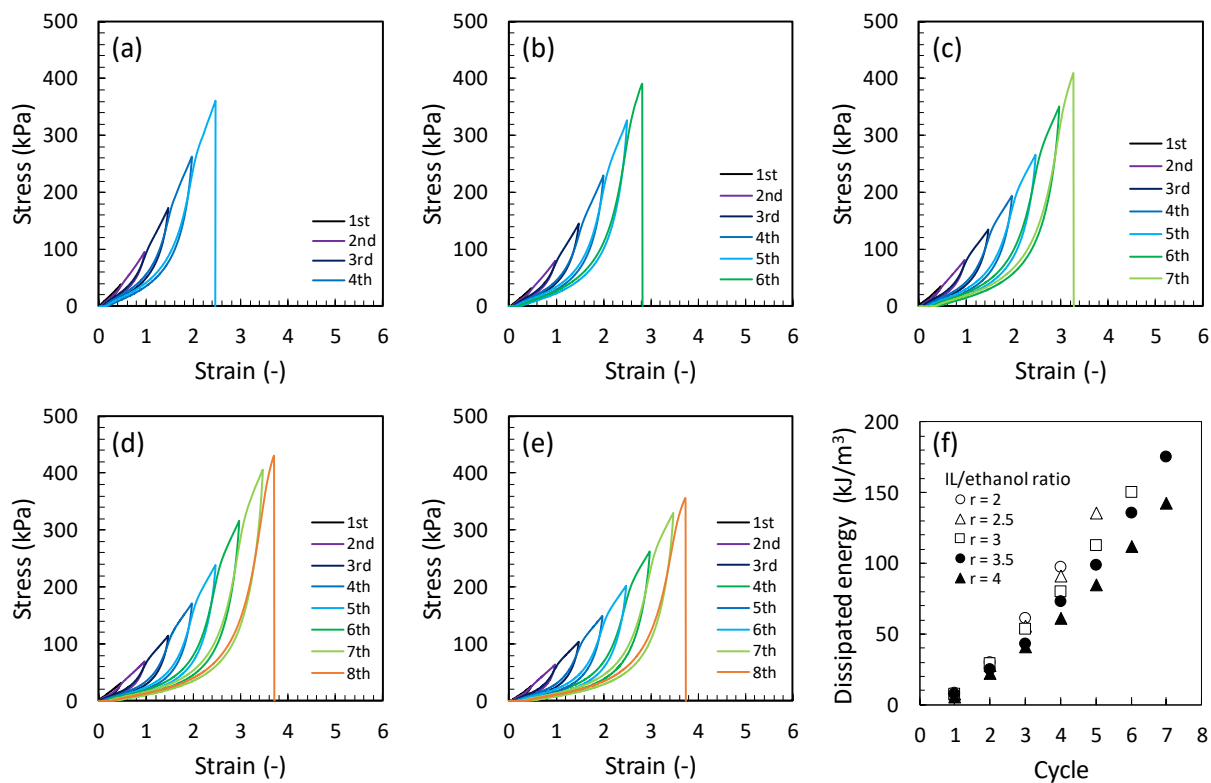 (a)
500
400
300
200
100
0
Stress (kPa)
1st
2nd
3rd
4th
0 1 2 3 4 5 6
Strain (-)
(b)
500
400
300
200
100
0
Stress (kPa)
1st
2nd
3rd
4th
5th
6th
0 1 2 3 4 5 6
Strain (-)
(c)
500
400
300
200
100
0
Stress (kPa)
1st
2nd
3rd
4th
5th
6th
7th
0 1 2 3 4 5 6
Strain (-)
(d)
500
400
300
200
100
0
Stress (kPa)
1st
2nd
3rd
4th
5th
6th
7th
8th
0 1 2 3 4 5 6
Strain (-)
(e)
500
400
300
200
100
0
Stress (kPa)
1st
2nd
3rd
4th
5th
6th
7th
8th
0 1 2 3 4 5 6
Strain (-)
(f)
200
150
100
50
0
Dissipated energy (kJ/m³)
IL/ethanol ratio
r = 2
r = 2.5
r = 3
r = 3.5
r = 4
0 1 2 3 4 5 6 7 8
Cycle